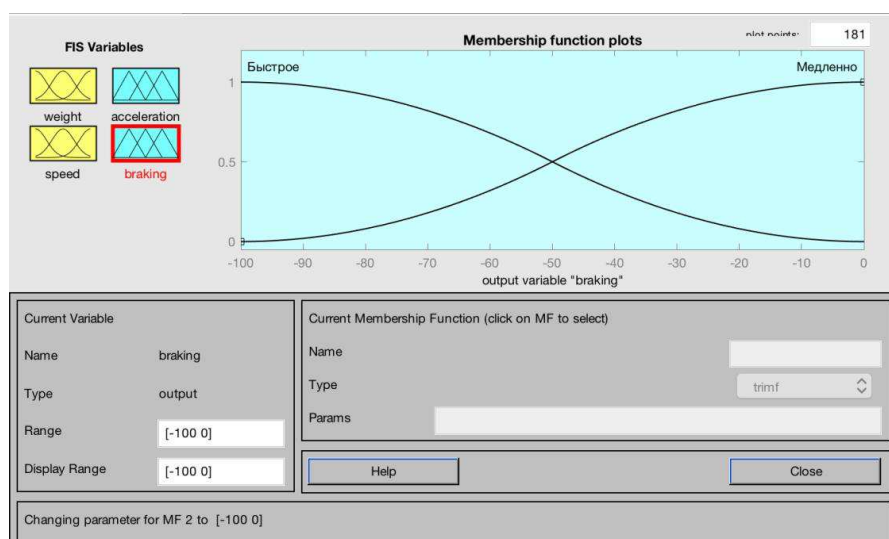 FIS Variables
Membership function plots
plot points:
181
weight
acceleration
speed
braking
Быстрое
Медленно
1
0.5
0
-100
-90
-80
-70
-60
-50
-40
-30
-20
-10
0
output variable "braking"
Current Variable
Name
braking
Type
output
Range
[-100 0]
Display Range
[-100 0]
Current Membership Function (click on MF to select)
Name
Type
trimf
Params
Help
Close
Changing parameter for MF 2 to [-100 0]